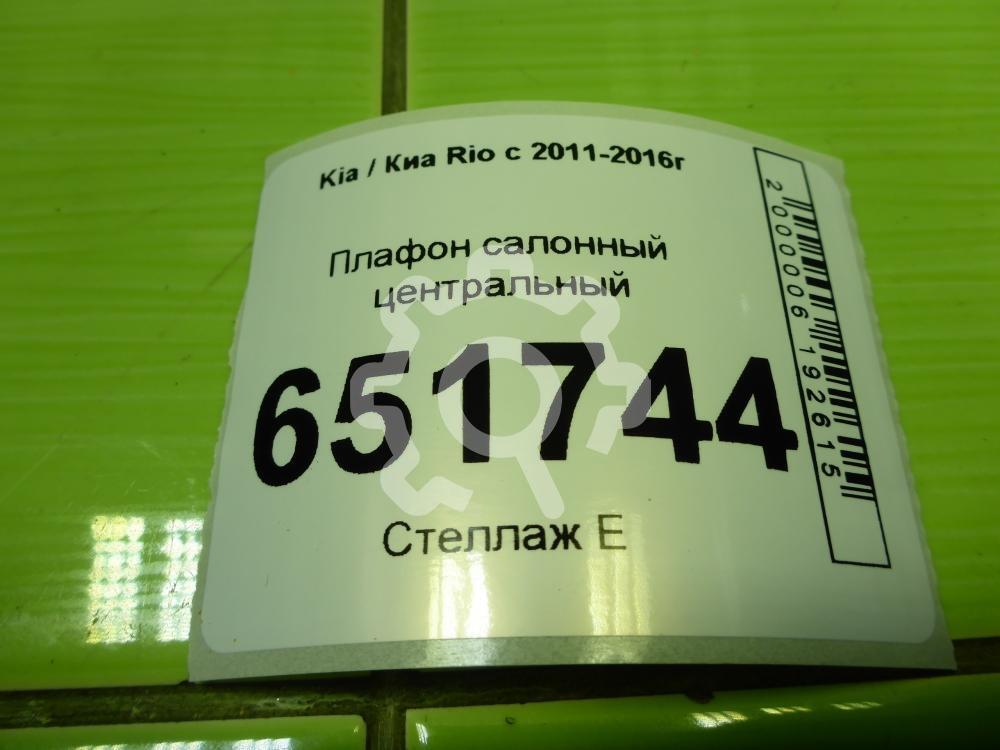 Kia / Киа Rio с 2011-2016г
Плафон салонный
центральный
651744
Стеллаж Е
2000006192615